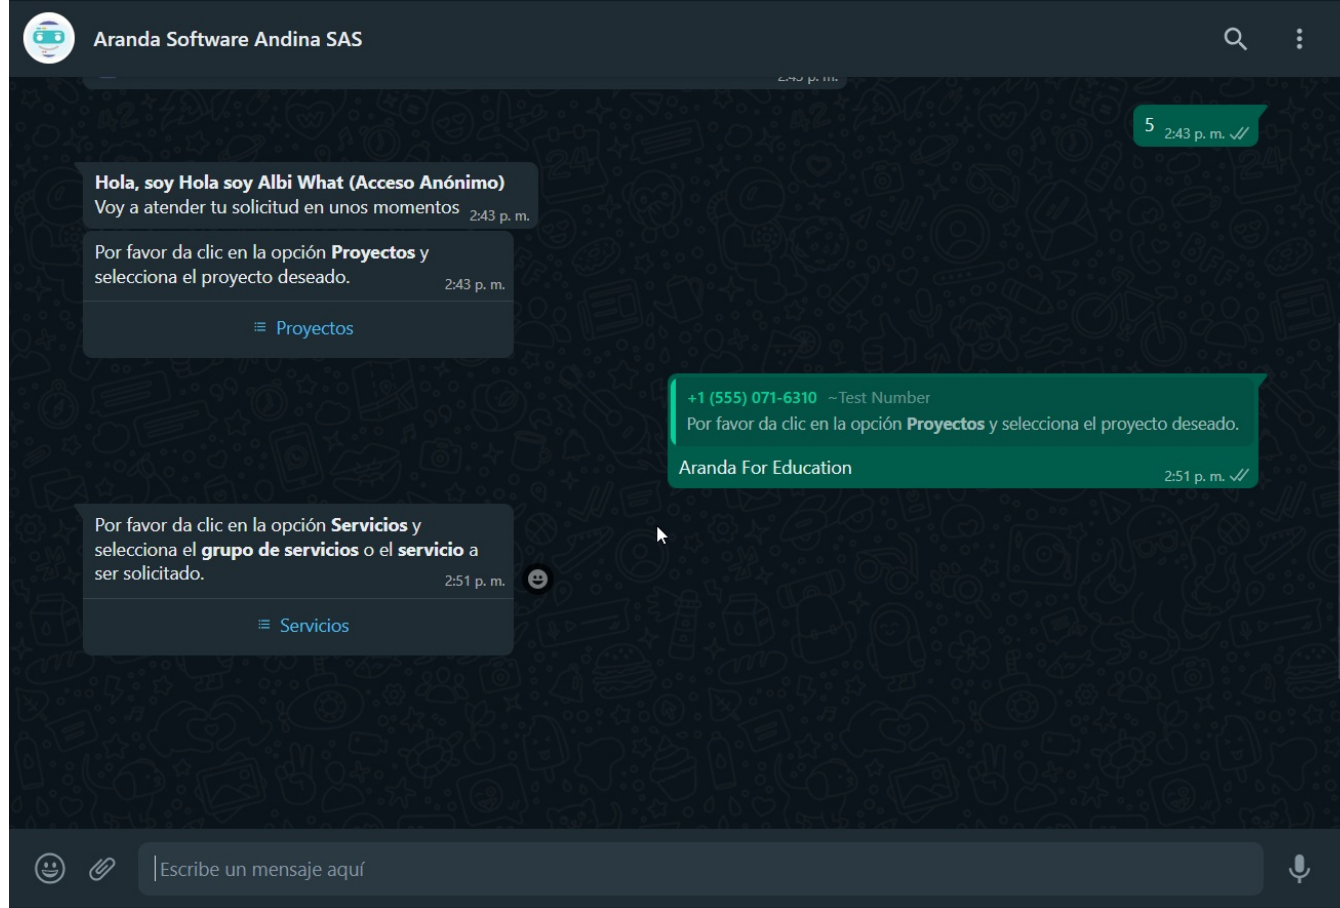 Aranda Software Andina SAS
2:43 p. m.
5 2:43 p. m.
Hola, soy Hola soy Albi What (Acceso Anónimo)
Voy a atender tu solicitud en unos momentos 2:43 p. m.
Por favor da clic en la opción Proyectos y
selecciona el proyecto deseado. 2:43 p. m.
Proyectos
+1 (555) 071-6310 ~Test Number
Por favor da clic en la opción Proyectos y selecciona el proyecto deseado.
Aranda For Education 2:51 p. m.
Por favor da clic en la opción Servicios y
selecciona el grupo de servicios o el servicio a
ser solicitado. 2:51 p. m.
Servicios
Escribe un mensaje aquí